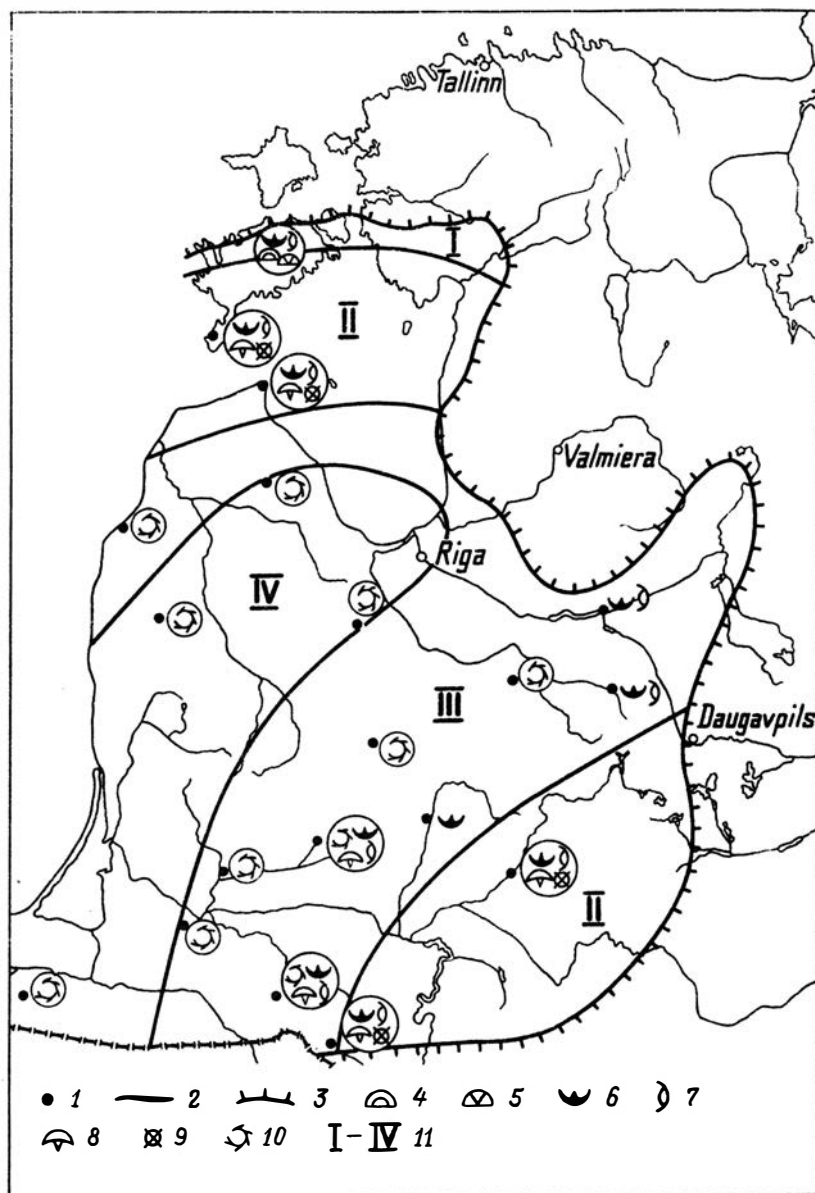 Tallinn
I
II
Valmiera
Riga
IV
III
Daugavpils
II
1 2 3 4 5 6 7
8 9 10 I-IV 11